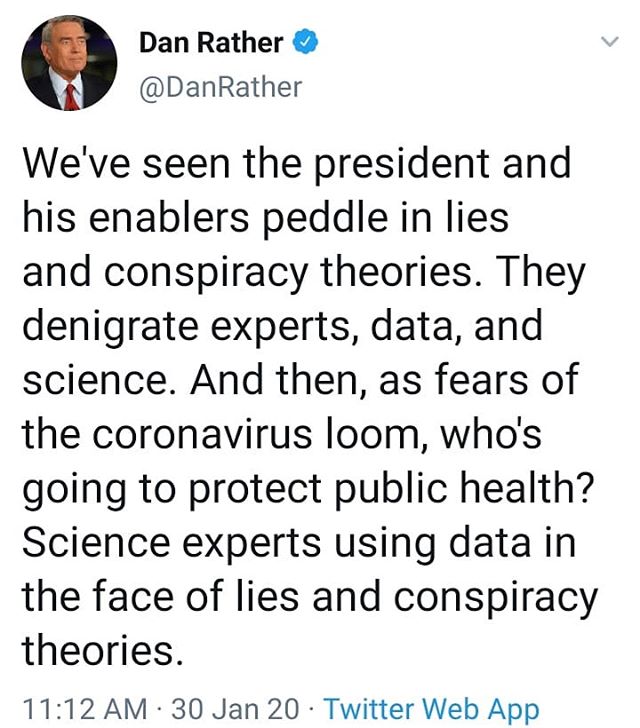 Dan Rather
@DanRather
We've seen the president and
his enablers peddle in lies
and conspiracy theories. They
denigrate experts, data, and
science. And then, as fears of
the coronavirus loom, who's
going to protect public health?
Science experts using data in
the face of lies and conspiracy
theories.
11:12 AM · 30 Jan 20 · Twitter Web App